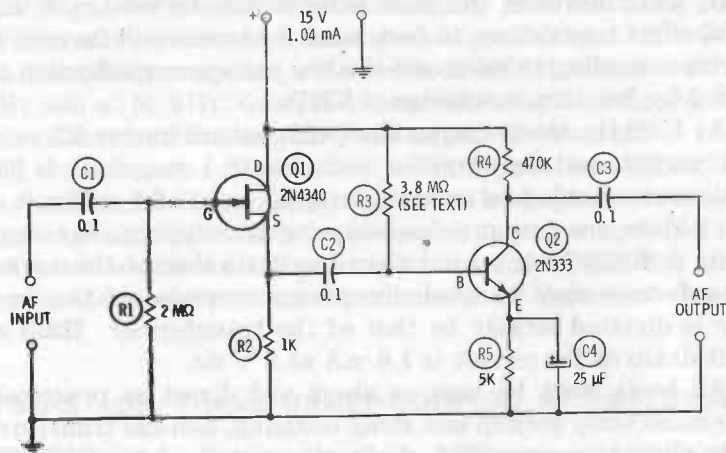 +
15 V
1.04 mA
C1
0.1
D
Q1
2N4340
G
S
R3
3.8 MΩ
(SEE TEXT)
R4
470K
C3
0.1
C2
0.1
C
Q2
2N333
B
E
AF
INPUT
R1
2 MΩ
R2
1K
R5
5K
C4
+
25 µF
AF
OUTPUT